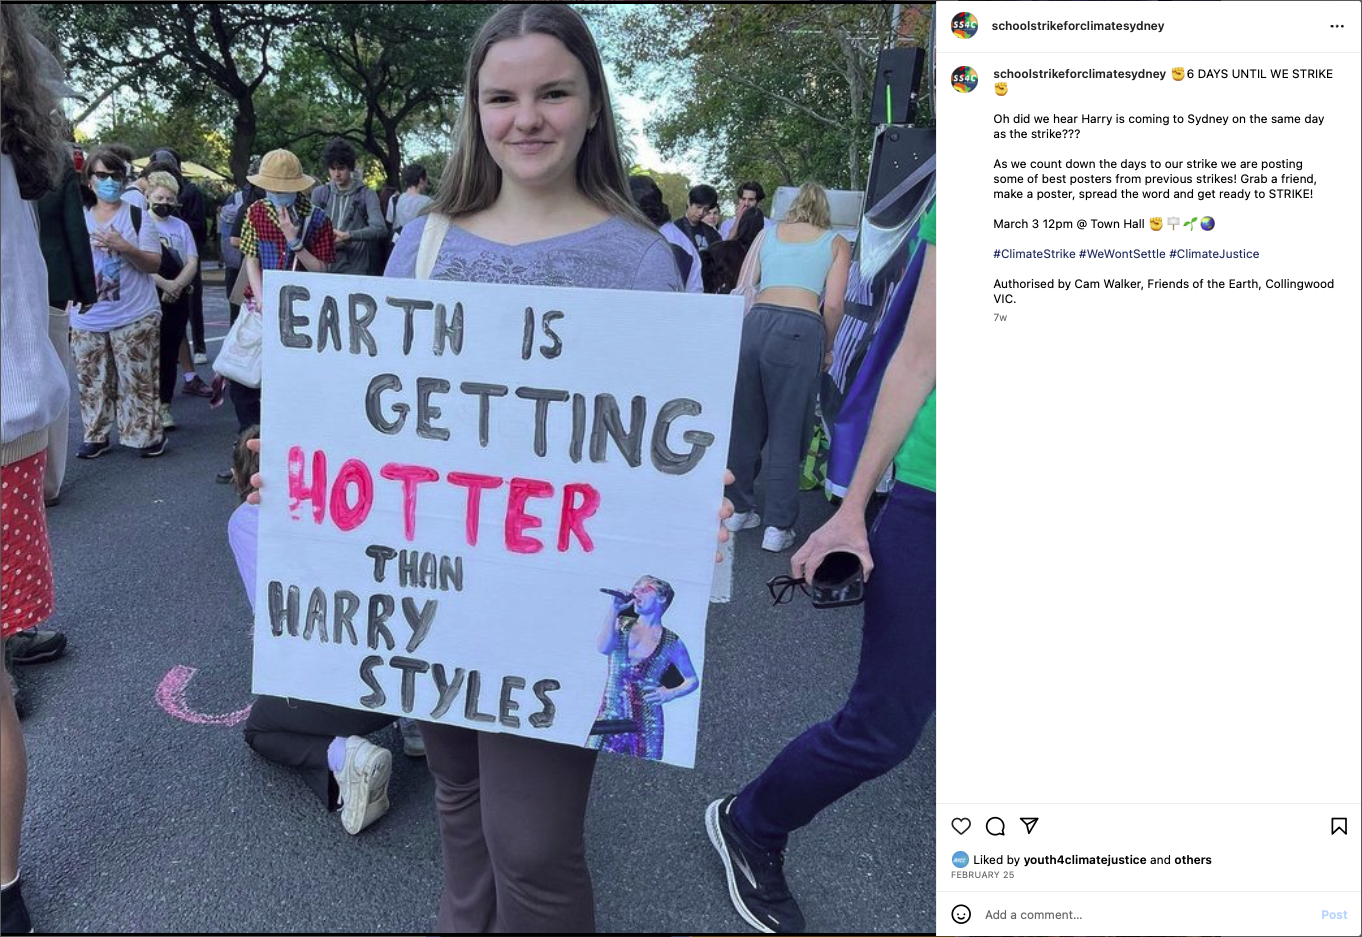 EARTH IS
GETTING
HOTTER
THAN
HARRY
STYLES
SS4C
schoolstrikeforclimatesydney
SS4C
schoolstrikeforclimatesydney ✊6 DAYS UNTIL WE STRIKE
✊
Oh did we hear Harry is coming to Sydney on the same day
as the strike???
As we count down the days to our strike we are posting
some of best posters from previous strikes! Grab a friend,
make a poster, spread the word and get ready to STRIKE!
March 3 12pm @ Town Hall ✊🪧🌱🌏
#ClimateStrike #WeWontSettle #ClimateJustice
Authorised by Cam Walker, Friends of the Earth, Collingwood
VIC.
7w
Liked by youth4climatejustice and others
FEBRUARY 25
Add a comment...
Post